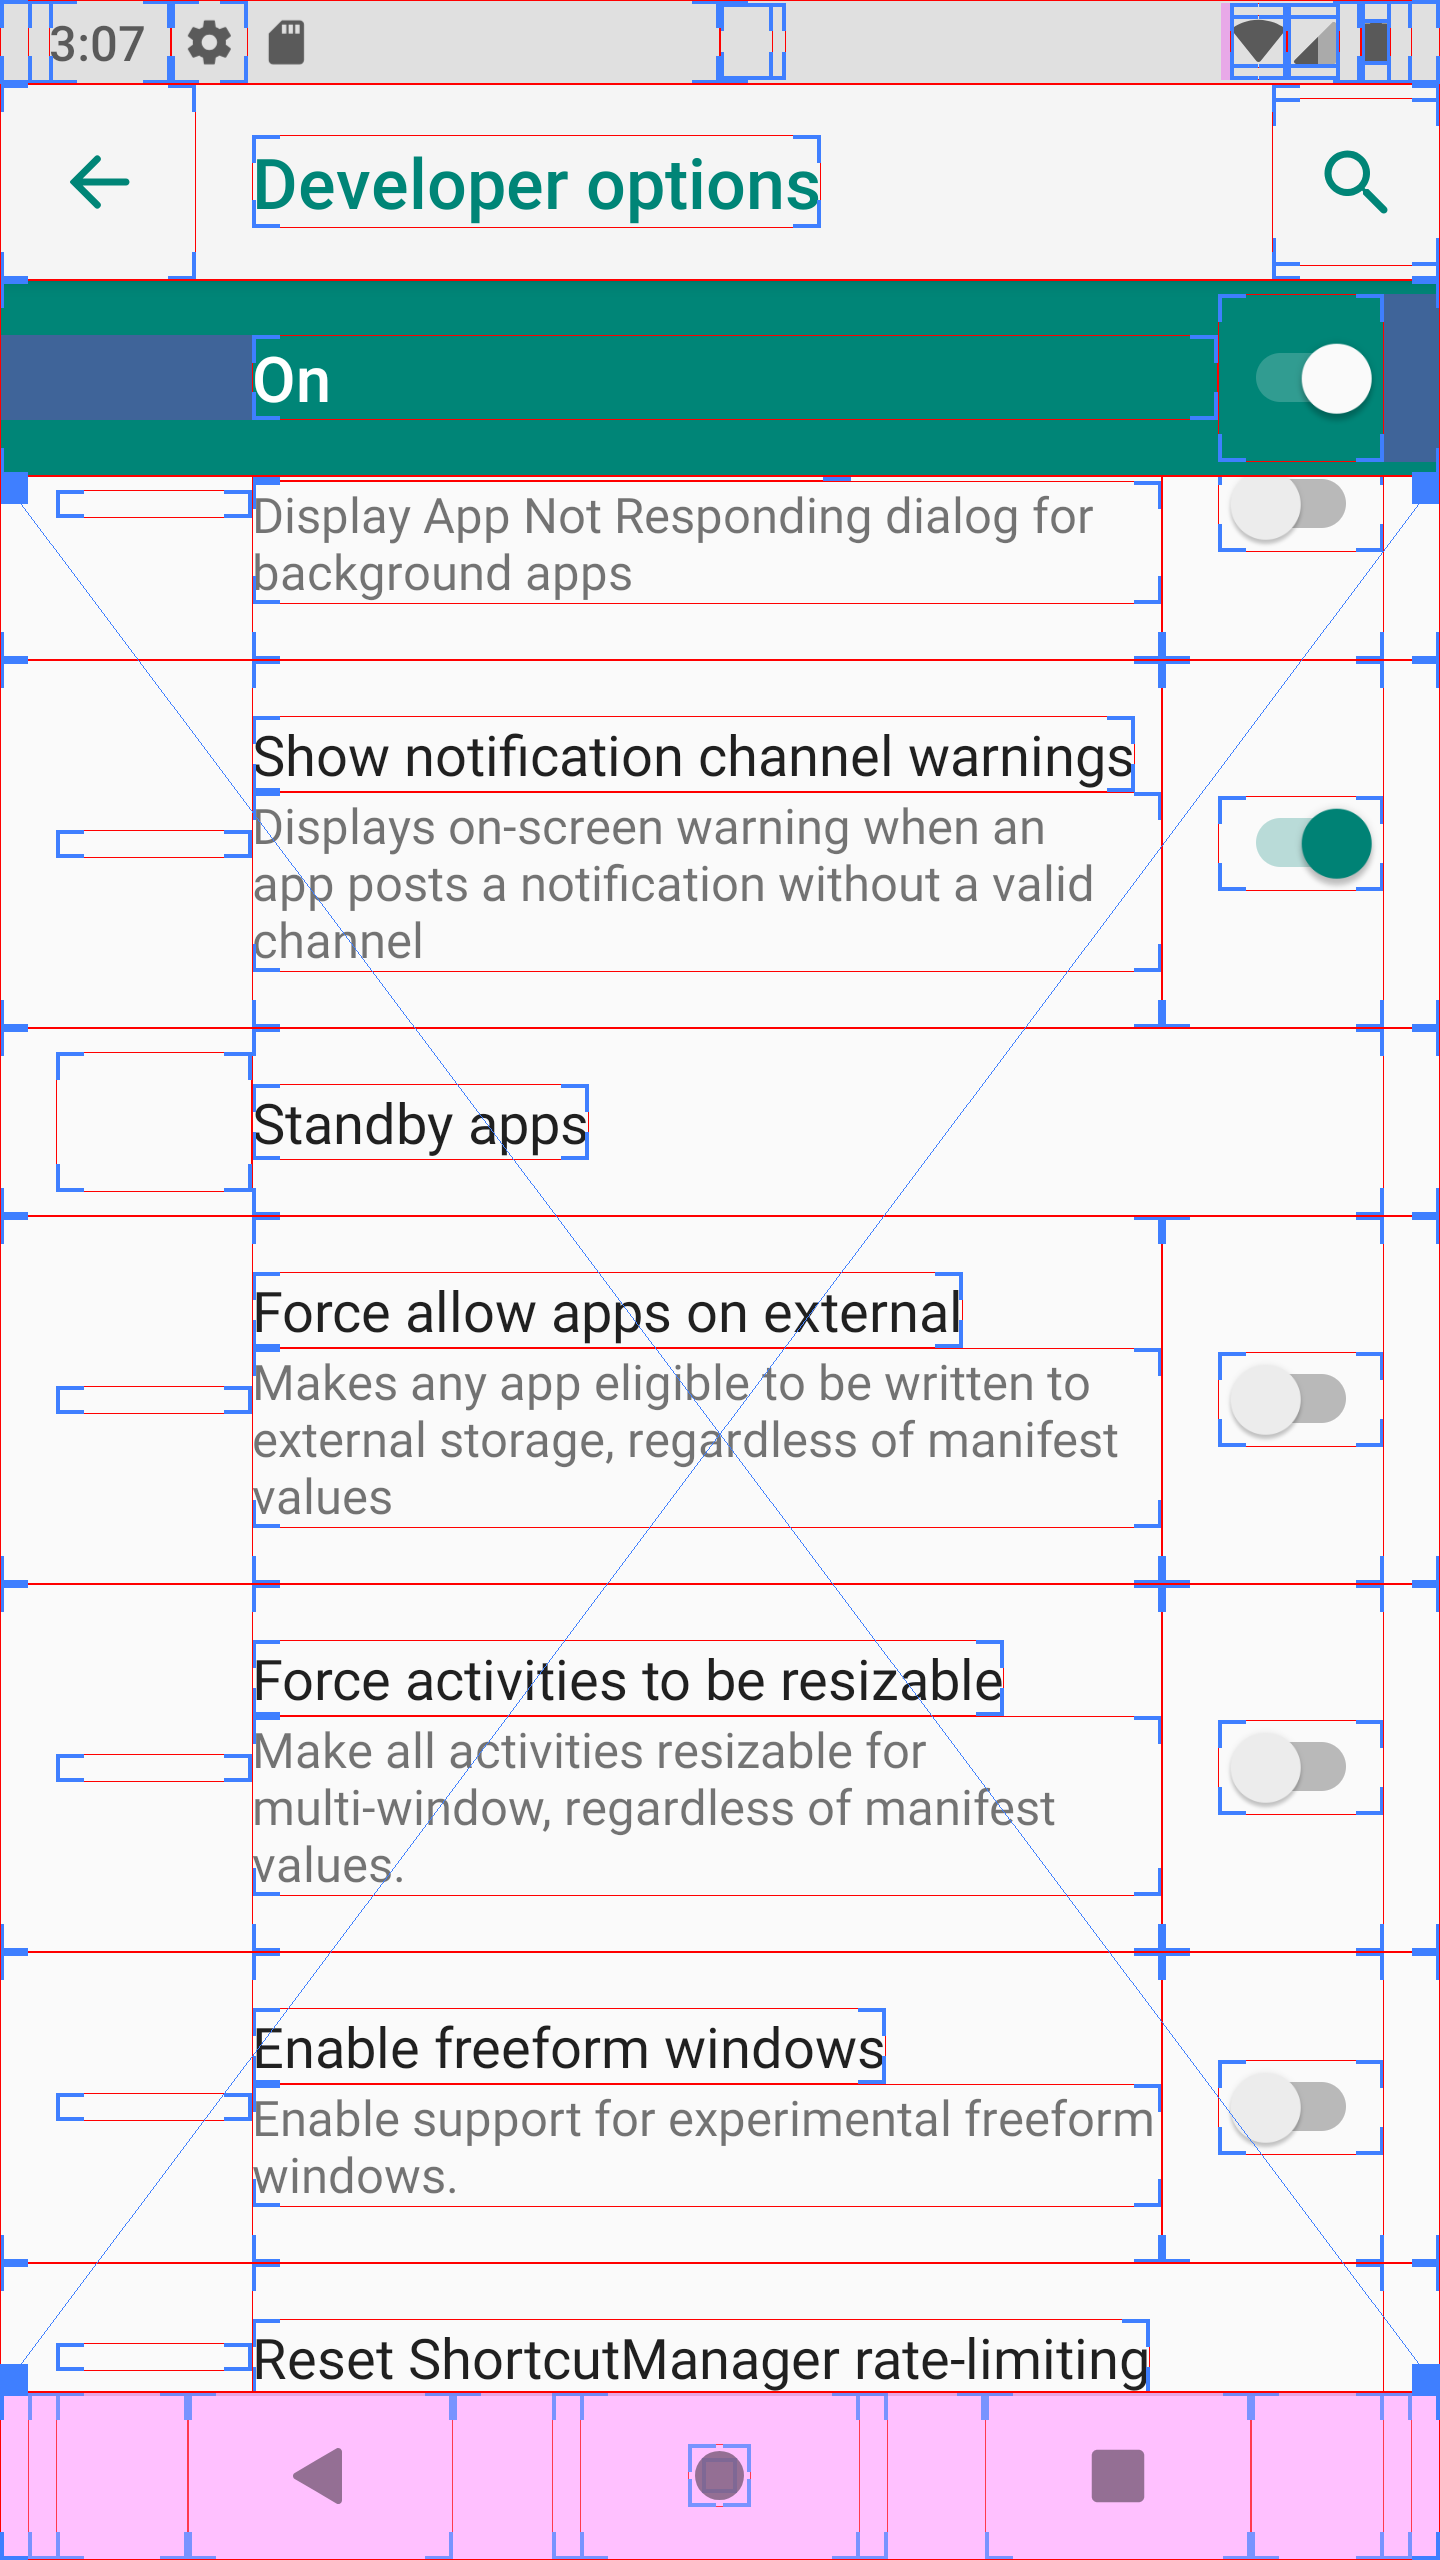 3:07
Developer options
On
Display App Not Responding dialog for
background apps
Show notification channel warnings
Displays on-screen warning when an
app posts a notification without a valid
channel
Standby apps
Force allow apps on external
Makes any app eligible to be written to
external storage, regardless of manifest
values
Force activities to be resizable
Make all activities resizable for
multi-window, regardless of manifest
values.
Enable freeform windows
Enable support for experimental freeform
windows.
Reset ShortcutManager rate-limiting